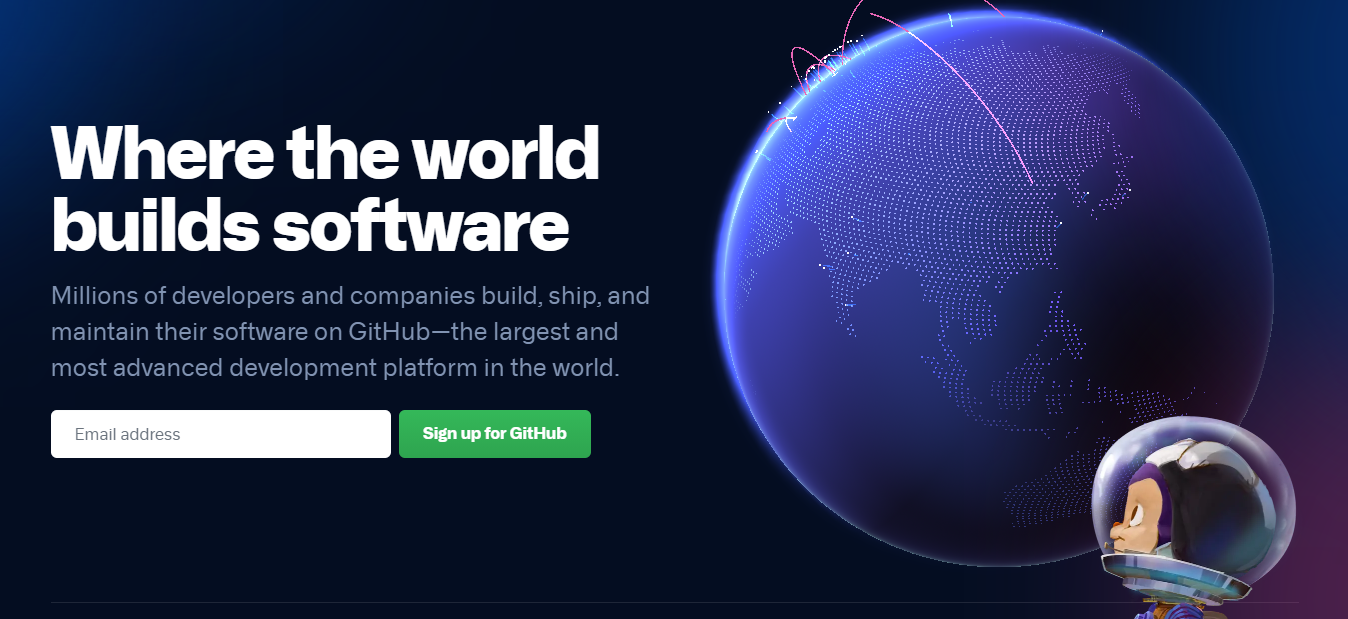 Where the world
builds software
Millions of developers and companies build, ship, and
maintain their software on GitHub—the largest and
most advanced development platform in the world.
Email address
Sign up for GitHub